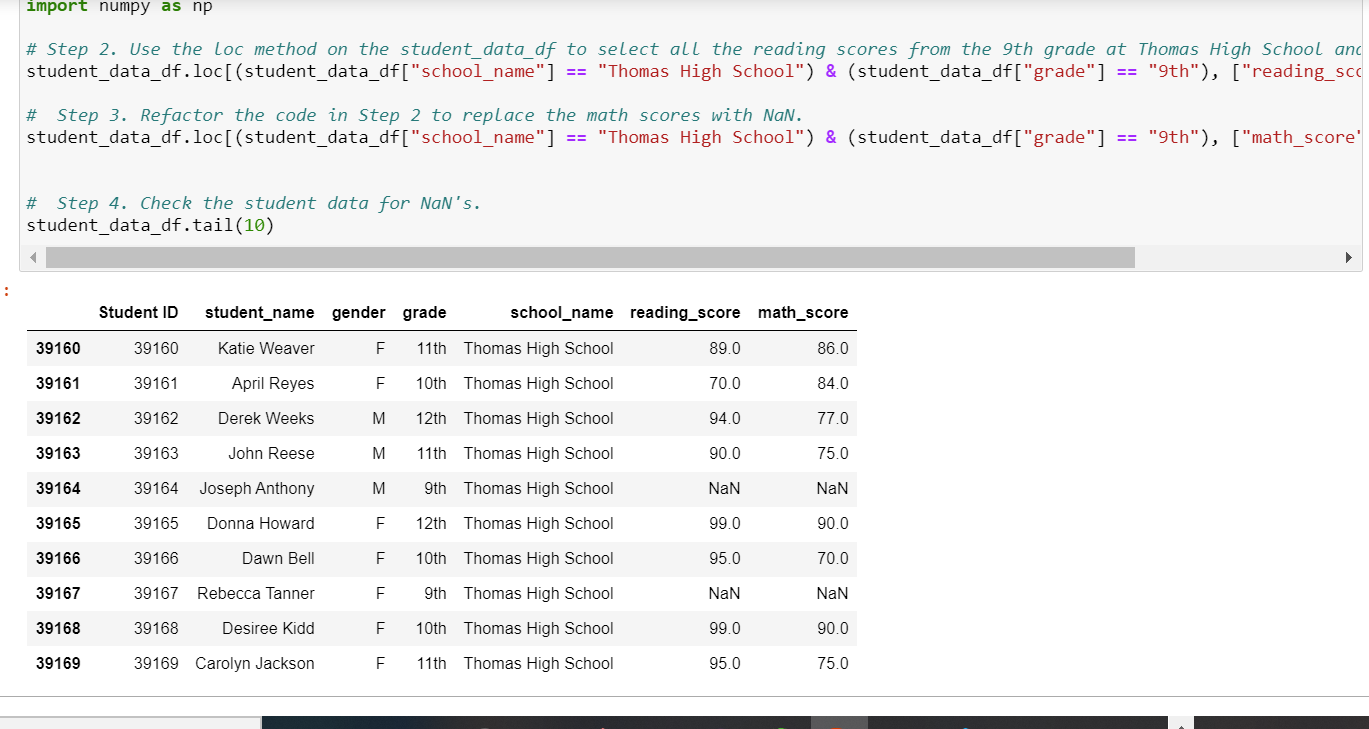 import numpy as np
# Step 2. Use the loc method on the student_data_df to select all the reading scores from the 9th grade at Thomas High School
student_data_df.loc[(student_data_df["school_name"] == "Thomas High School") & (student_data_df["grade"] == "9th"), ["reading_sco
#  Step 3. Refactor the code in Step 2 to replace the math scores with NaN.
student_data_df.loc[(student_data_df["school_name"] == "Thomas High School") & (student_data_df["grade"] == "9th"), ["math_score"
#  Step 4. Check the student data for NaN's.
student_data_df.tail(10)
:
Student ID student_name gender grade school_name reading_score math_score
39160 39160 Katie Weaver F 11th Thomas High School 89.0 86.0
39161 39161 April Reyes F 10th Thomas High School 70.0 84.0
39162 39162 Derek Weeks M 12th Thomas High School 94.0 77.0
39163 39163 John Reese M 11th Thomas High School 90.0 75.0
39164 39164 Joseph Anthony M 9th Thomas High School NaN NaN
39165 39165 Donna Howard F 12th Thomas High School 99.0 90.0
39166 39166 Dawn Bell F 10th Thomas High School 95.0 70.0
39167 39167 Rebecca Tanner F 9th Thomas High School NaN NaN
39168 39168 Desiree Kidd F 10th Thomas High School 99.0 90.0
39169 39169 Carolyn Jackson F 11th Thomas High School 95.0 75.0